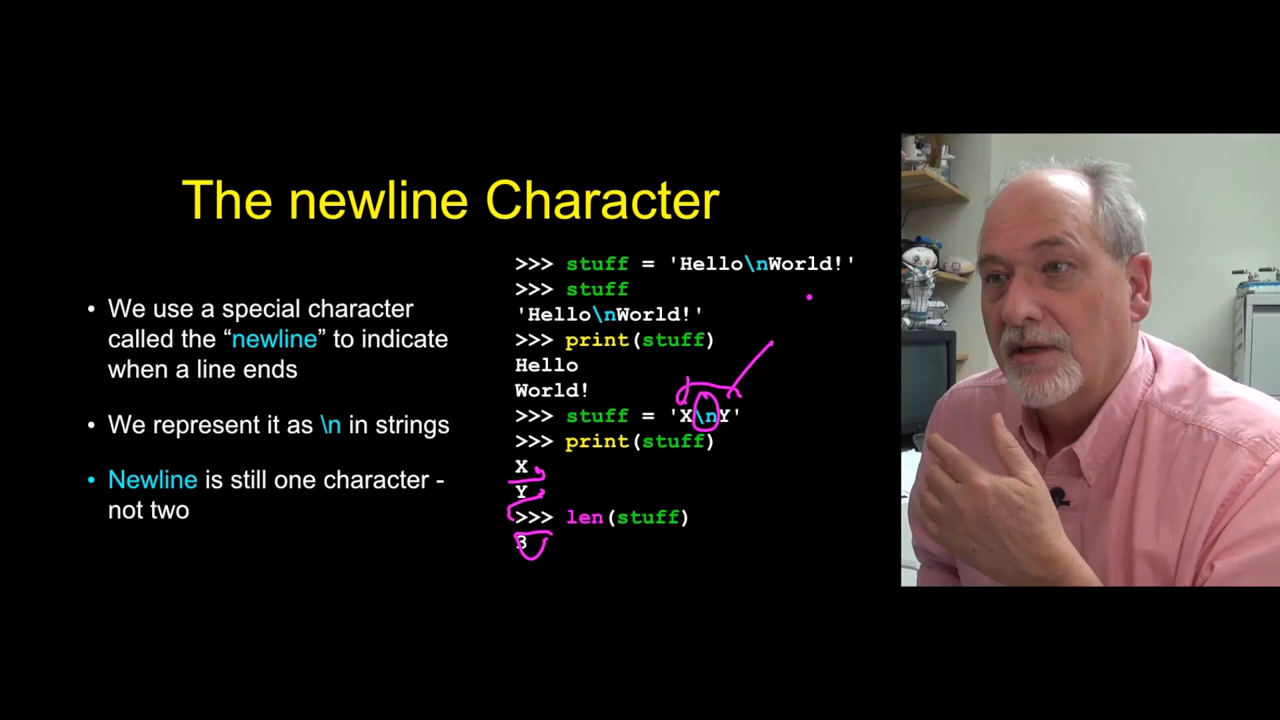 The newline Character
• We use a special character
called the “newline” to indicate
when a line ends
• We represent it as \n in strings
• Newline is still one character -
not two
>>> stuff = 'Hello\nWorld!'
>>> stuff
'Hello\nWorld!'
>>> print(stuff)
Hello
World!
>>> stuff = 'X\nY'
>>> print(stuff)
X
Y
>>> len(stuff)
3